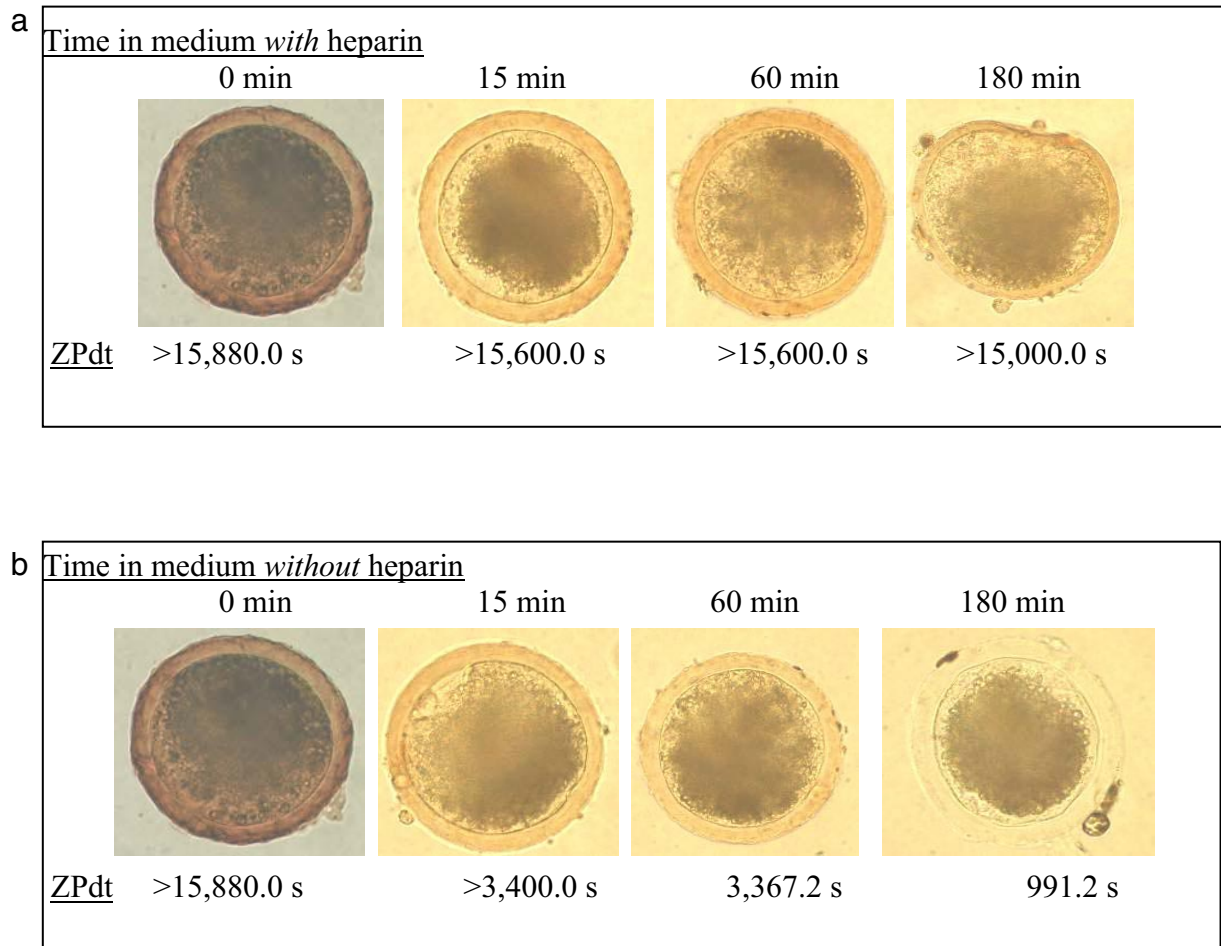 a
Time in medium with heparin
0 min 15 min 60 min 180 min
ZPdt >15,880.0 s >15,600.0 s >15,600.0 s >15,000.0 s
b
Time in medium without heparin
0 min 15 min 60 min 180 min
ZPdt >15,880.0 s >3,400.0 s 3,367.2 s 991.2 s